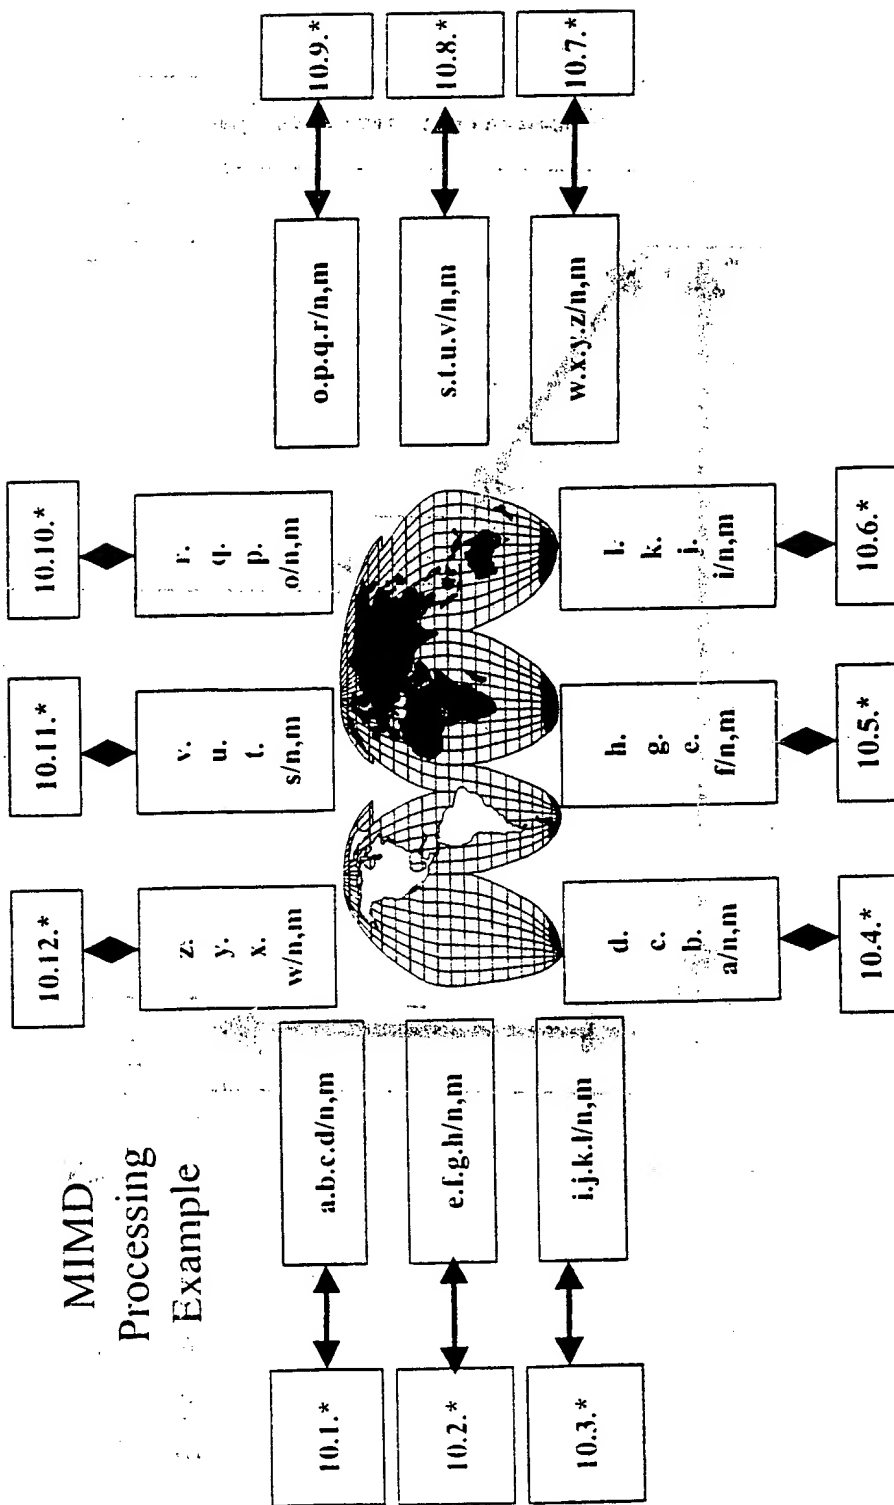 MIMD
Processing
Example
10.12.*
10.11.*
10.10.*
z.
y.
x.
w/n,m
v.
u.
t.
s/n,m
r.
q.
p.
o/n,m
10.1.*
a.b.c.d/n,m
o.p.q.r/n,m
10.9.*
10.2.*
e.f.g.h/n,m
s.t.u.v/n,m
10.8.*
10.3.*
i.j.k.l/n,m
w.x.y.z/n,m
10.7.*
d.
c.
b.
a/n,m
h.
g.
e.
f/n,m
l.
k.
j.
i/n,m
10.4.*
10.5.*
10.6.*